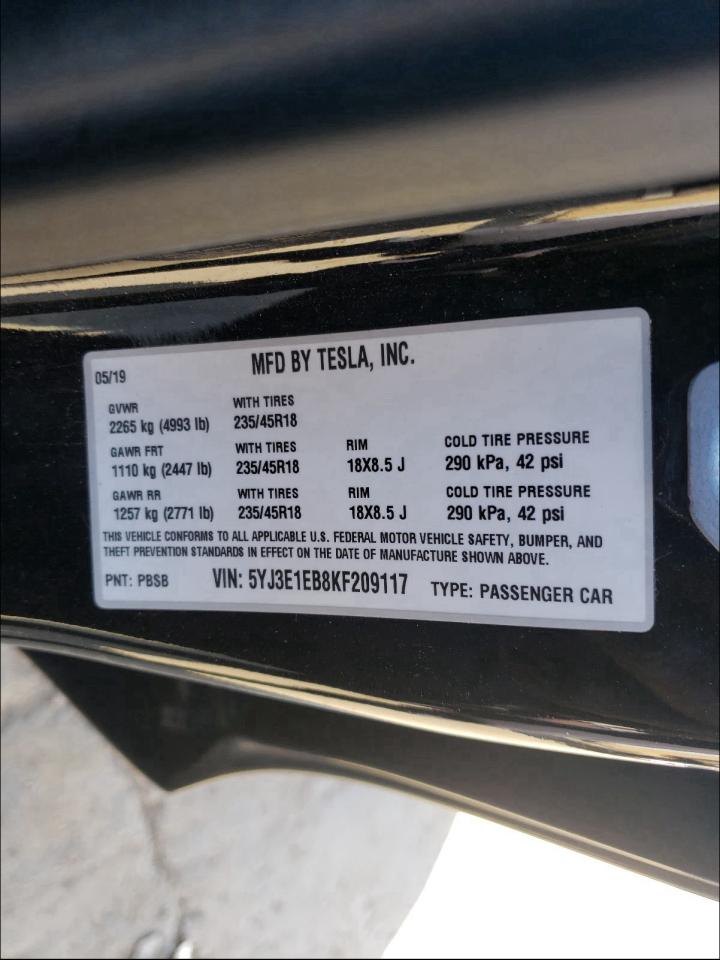 MFD BY TESLA, INC.
05/19
GVWR WITH TIRES
2265 kg (4993 lb) 235/45R18
GAWR FRT WITH TIRES RIM COLD TIRE PRESSURE
1110 kg (2447 lb) 235/45R18 18X8.5 J 290 kPa, 42 psi
GAWR RR WITH TIRES RIM COLD TIRE PRESSURE
1257 kg (2771 lb) 235/45R18 18X8.5 J 290 kPa, 42 psi
THIS VEHICLE CONFORMS TO ALL APPLICABLE U.S. FEDERAL MOTOR VEHICLE SAFETY, BUMPER, AND
THEFT PREVENTION STANDARDS IN EFFECT ON THE DATE OF MANUFACTURE SHOWN ABOVE.
PNT: PBSB VIN: 5YJ3E1EB8KF209117 TYPE: PASSENGER CAR